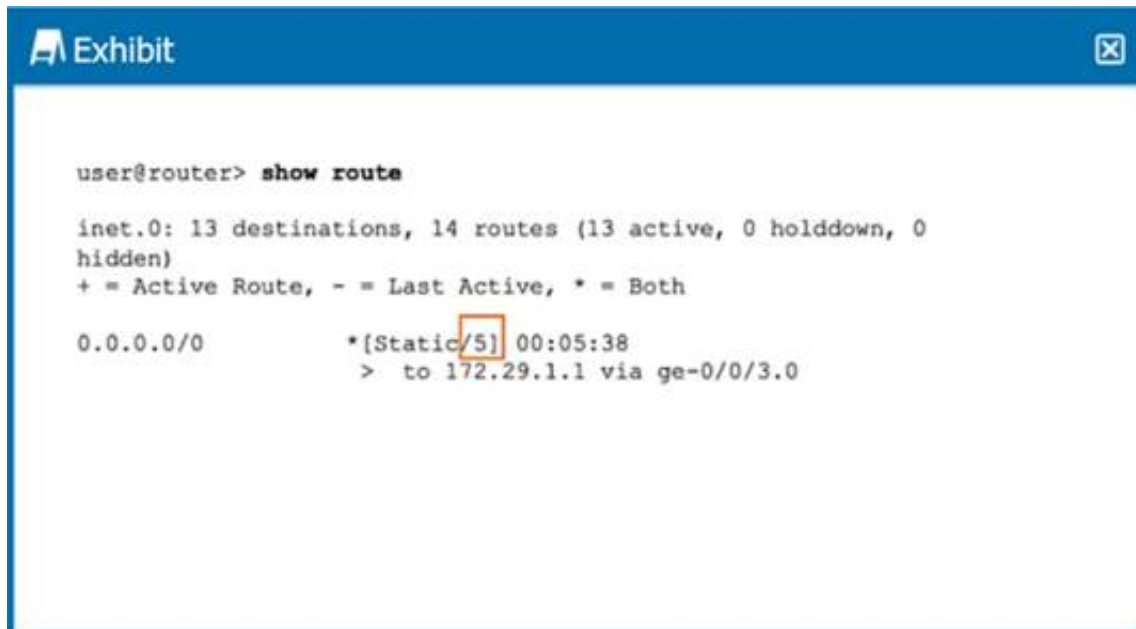 Exhibit
user@router> show route
inet.0: 13 destinations, 14 routes (13 active, 0 holddown, 0
hidden)
+ = Active Route, - = Last Active, * = Both
0.0.0.0/0 *[Static/5] 00:05:38
> to 172.29.1.1 via ge-0/0/3.0